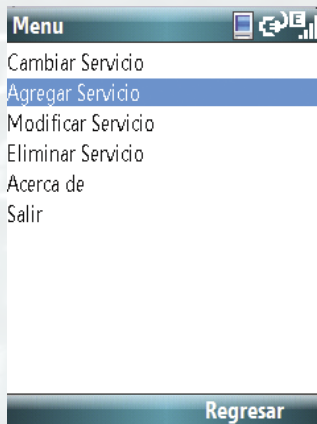 Menu
Cambiar Servicio
Agregar Servicio
Modificar Servicio
Eliminar Servicio
Acerca de
Salir
Regresar